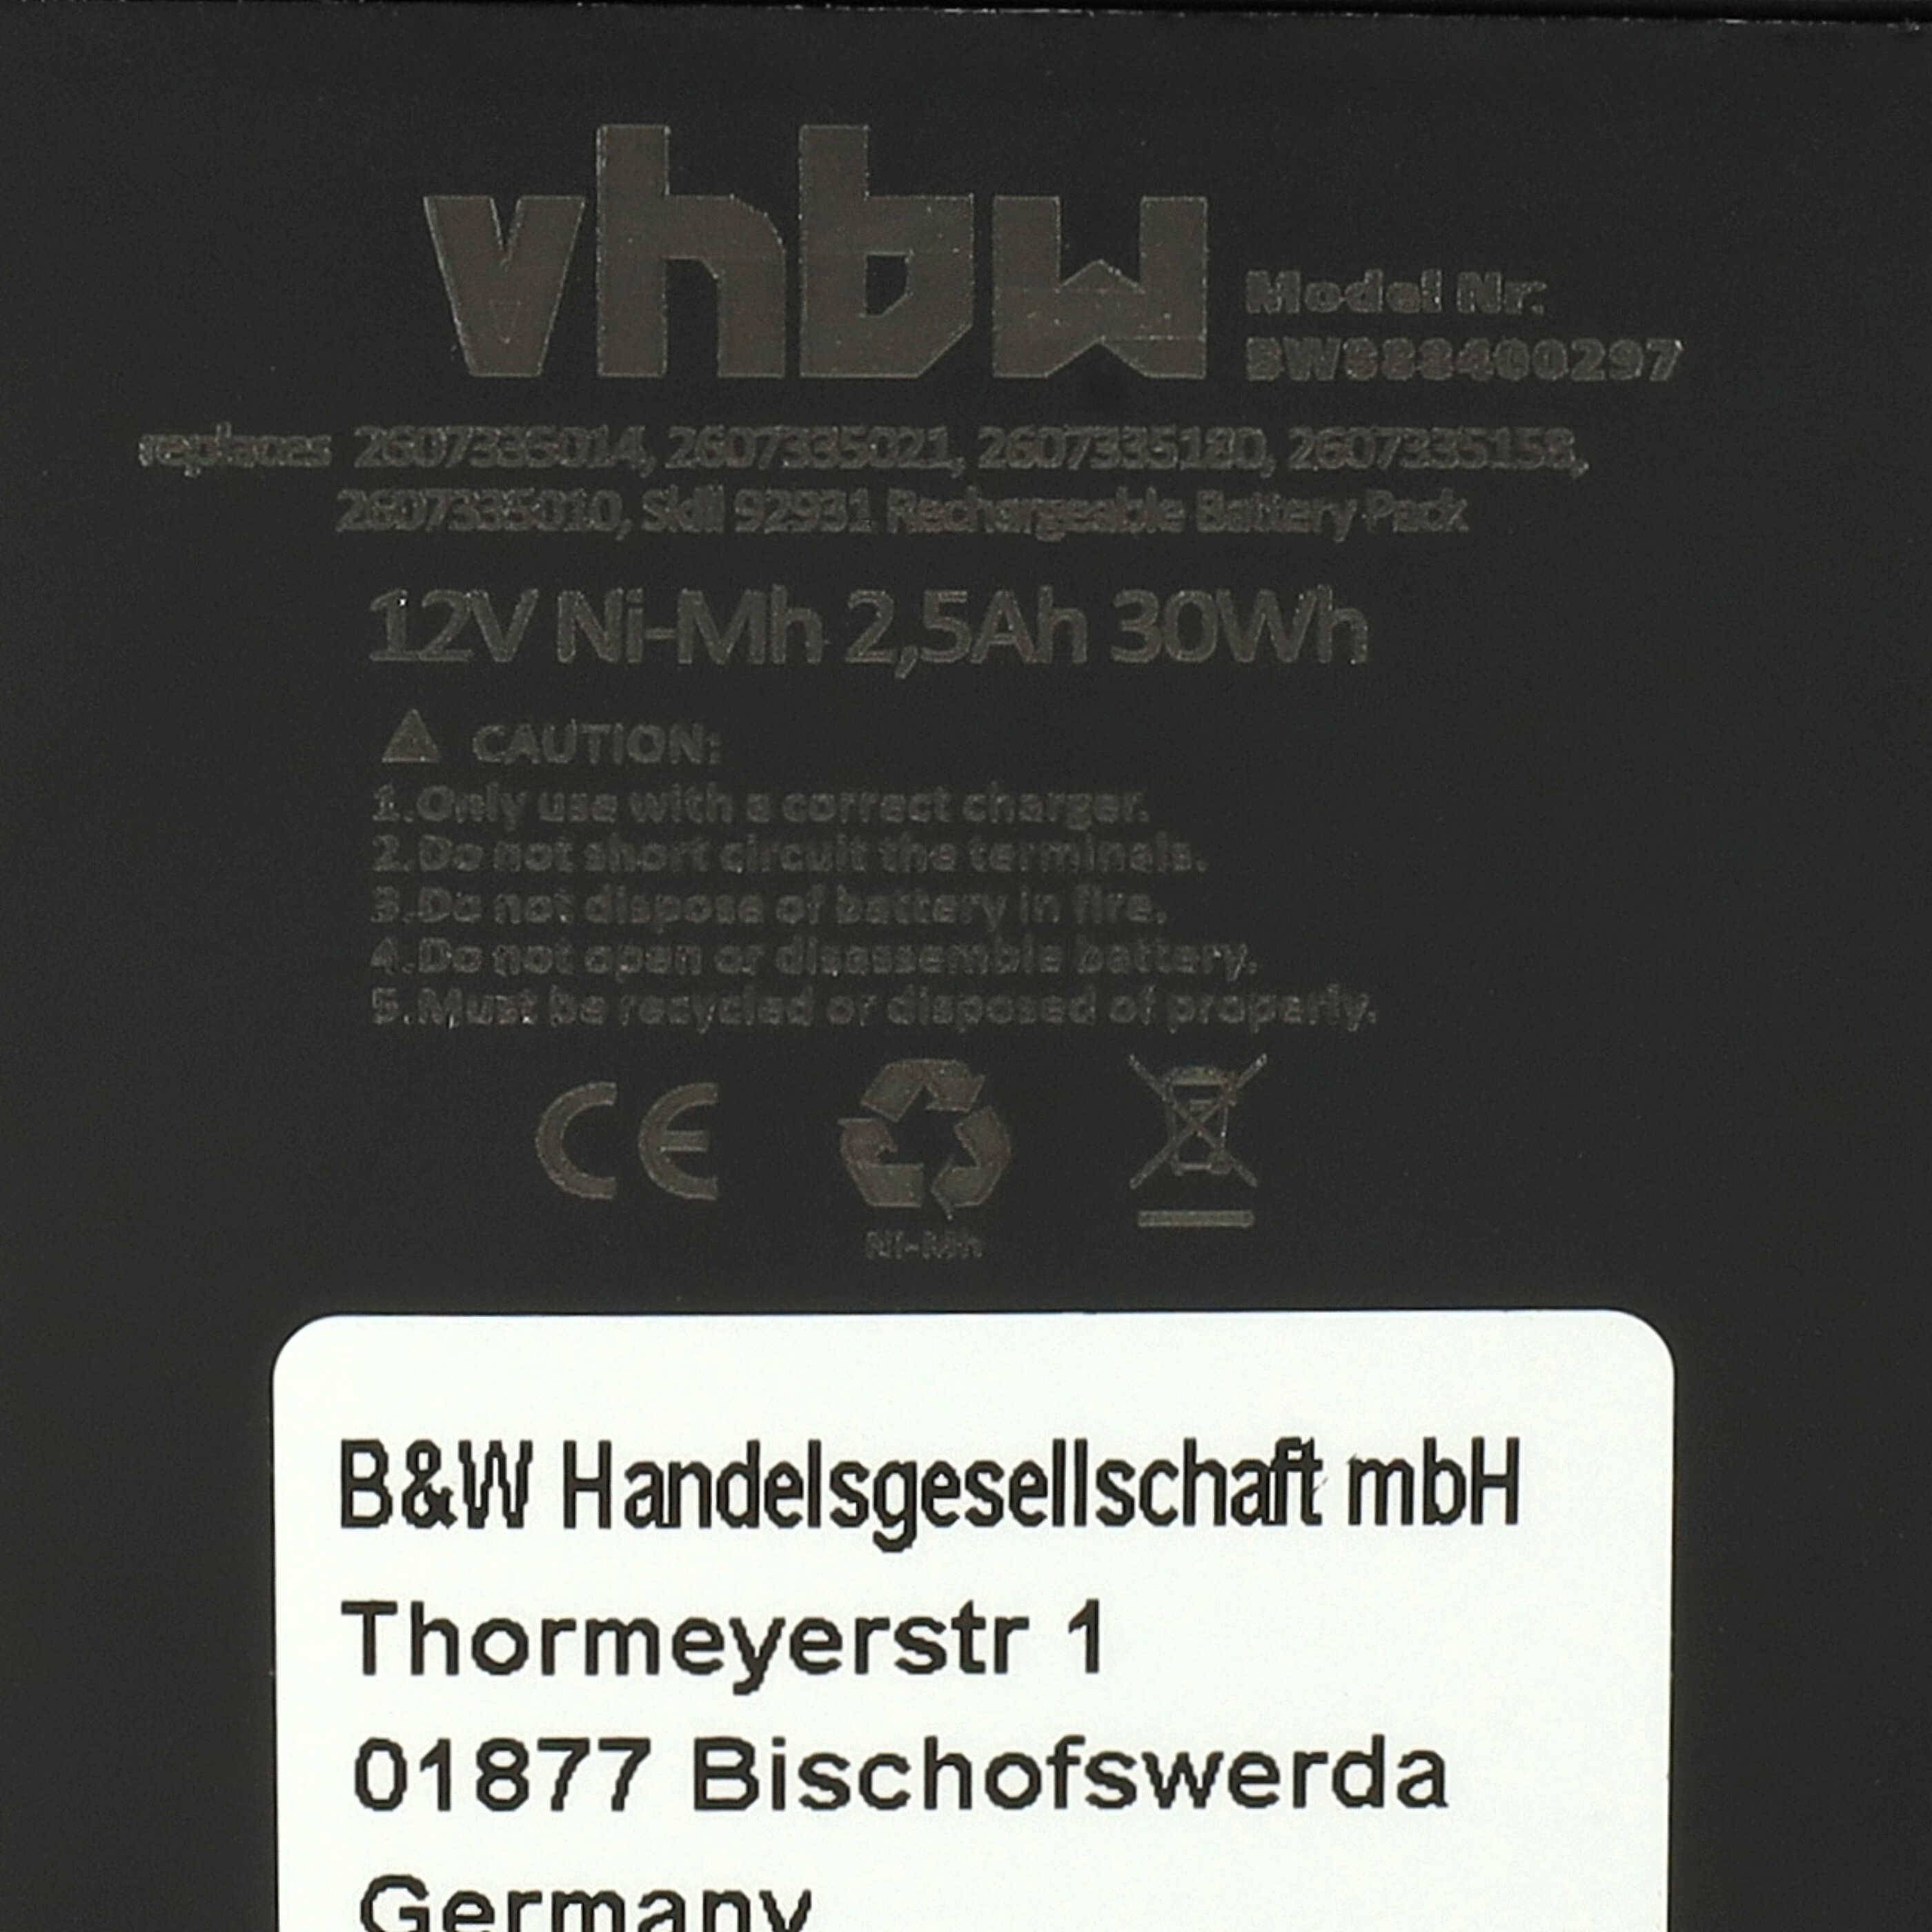 vhbw
Model Nr:
BW888400297
replaces 2607335014, 2607335021, 2607335180, 2607335158,
2607335010, Skill 92931 Rechargeable Battery Pack
12V Ni-Mh 2,5Ah 30Wh
CAUTION:
1.Only use with a correct charger.
2.Do not short circuit the terminals.
3.Do not dispose of battery in fire.
4.Do not open or disassemble battery.
5.Must be recycled or disposed of properly.
CE
Ni-Mh
B&W Handelsgesellschaft mbH
Thormeyerstr 1
01877 Bischofswerda
Germany